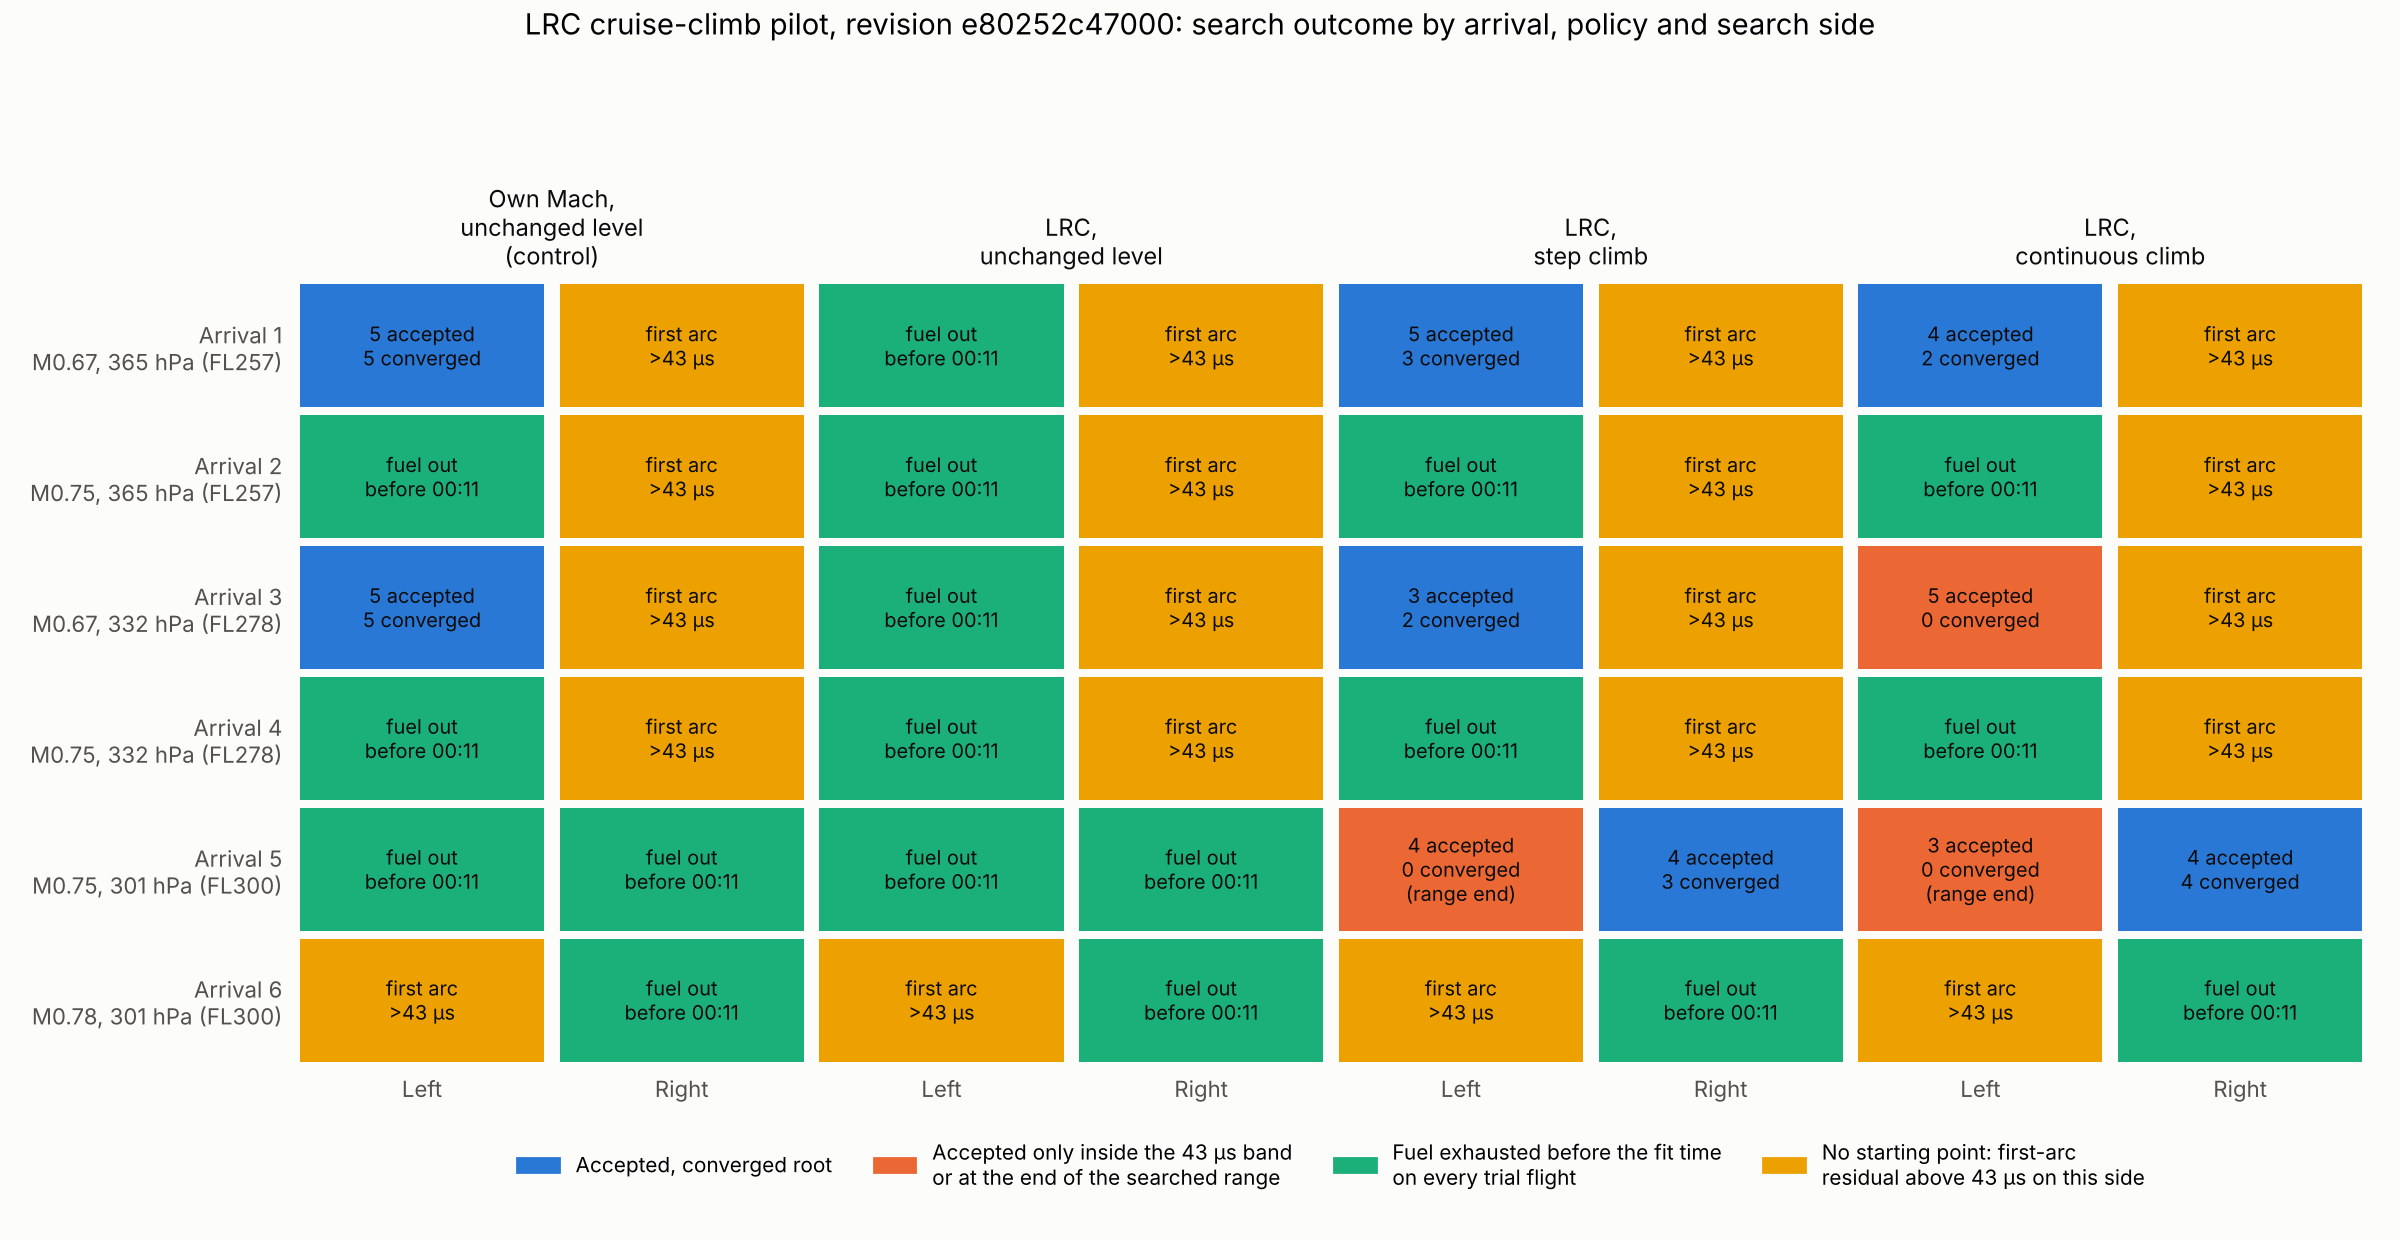 LRC cruise-climb pilot, revision e80252c47000: search outcome by arrival, policy and search side
Own Mach,
unchanged level
(control)
LRC,
unchanged level
LRC,
step climb
LRC,
continuous climb
Arrival 1
M0.67, 365 hPa (FL257)
5 accepted
5 converged
first arc
>43 µs
fuel out
before 00:11
first arc
>43 µs
5 accepted
3 converged
first arc
>43 µs
4 accepted
2 converged
first arc
>43 µs
Arrival 2
M0.75, 365 hPa (FL257)
fuel out
before 00:11
first arc
>43 µs
fuel out
before 00:11
first arc
>43 µs
fuel out
before 00:11
first arc
>43 µs
fuel out
before 00:11
first arc
>43 µs
Arrival 3
M0.67, 332 hPa (FL278)
5 accepted
5 converged
first arc
>43 µs
fuel out
before 00:11
first arc
>43 µs
3 accepted
2 converged
first arc
>43 µs
5 accepted
0 converged
first arc
>43 µs
Arrival 4
M0.75, 332 hPa (FL278)
fuel out
before 00:11
first arc
>43 µs
fuel out
before 00:11
first arc
>43 µs
fuel out
before 00:11
first arc
>43 µs
fuel out
before 00:11
first arc
>43 µs
Arrival 5
M0.75, 301 hPa (FL300)
fuel out
before 00:11
fuel out
before 00:11
fuel out
before 00:11
fuel out
before 00:11
4 accepted
0 converged
(range end)
4 accepted
3 converged
3 accepted
0 converged
(range end)
4 accepted
4 converged
Arrival 6
M0.78, 301 hPa (FL300)
first arc
>43 µs
fuel out
before 00:11
first arc
>43 µs
fuel out
before 00:11
first arc
>43 µs
fuel out
before 00:11
first arc
>43 µs
fuel out
before 00:11
Left
Right
Left
Right
Left
Right
Left
Right
Accepted, converged root
Accepted only inside the 43 µs band
or at the end of the searched range
Fuel exhausted before the fit time
on every trial flight
No starting point: first-arc
residual above 43 µs on this side